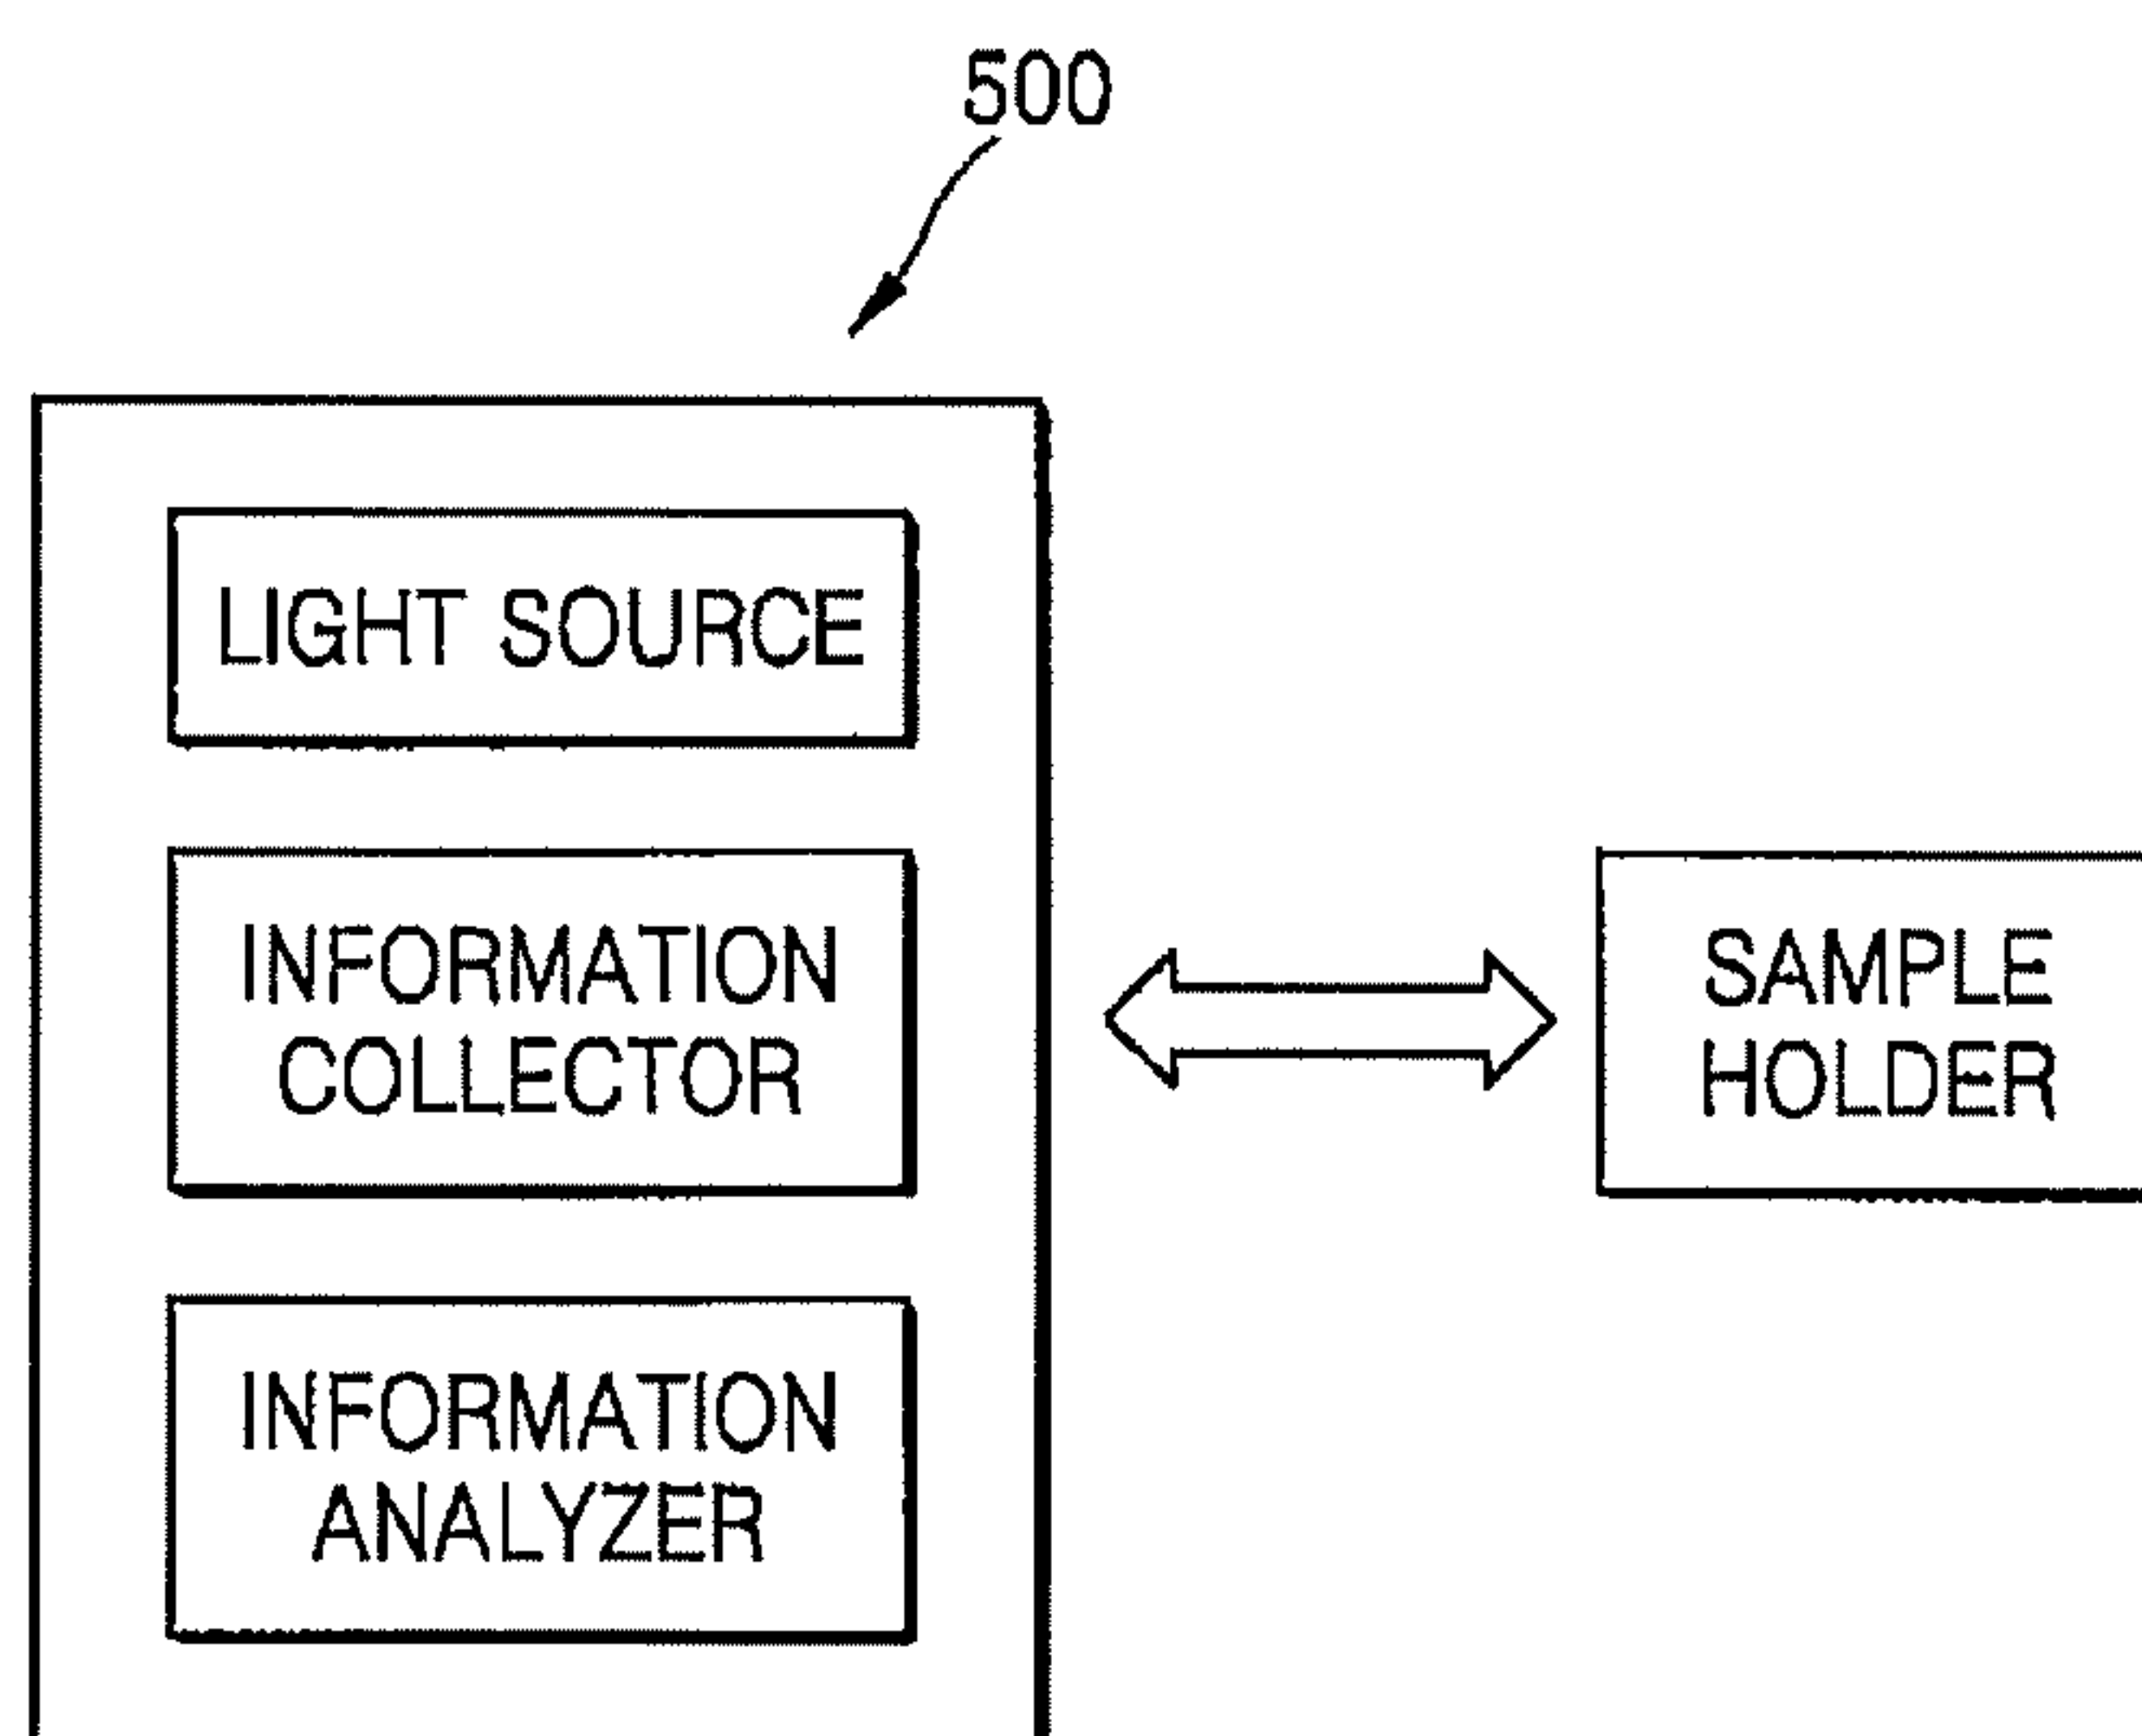 500
LIGHT SOURCE
INFORMATION
COLLECTOR
SAMPLE
HOLDER
INFORMATION
ANALYZER